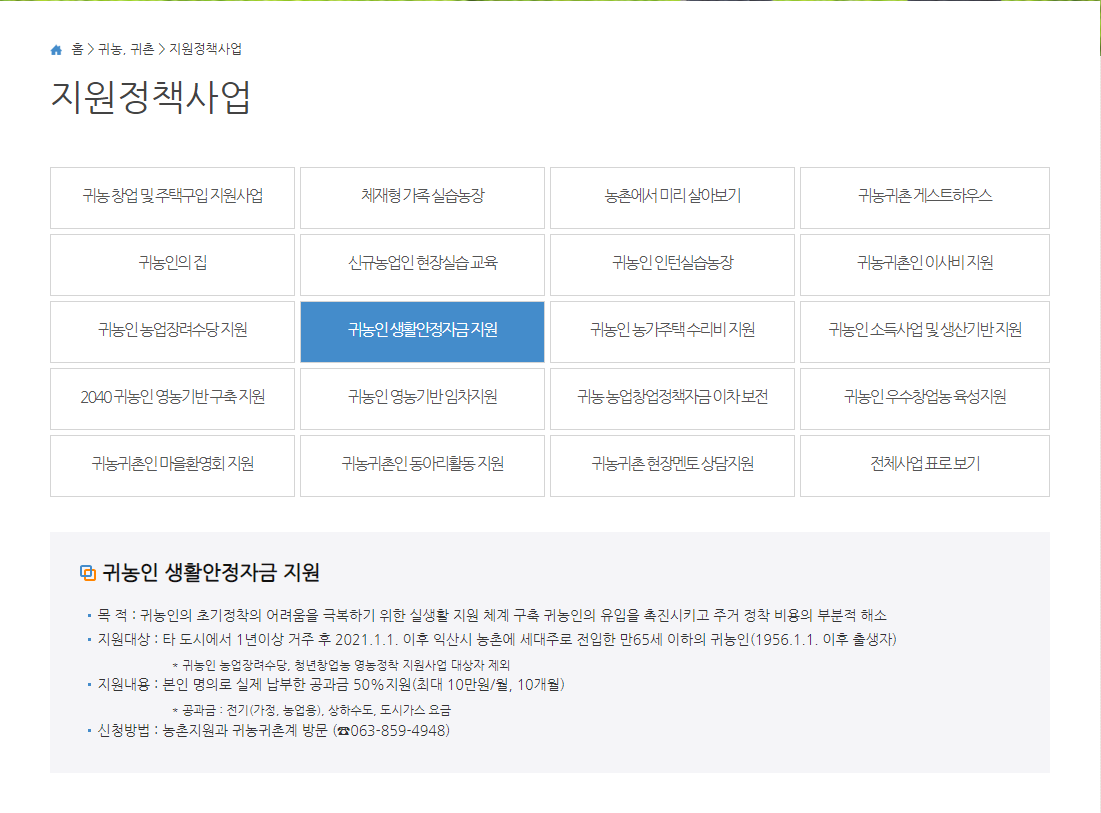 홈 > 귀농, 귀촌 > 지원정책사업
지원정책사업
귀농 창업 및 주택구입 지원사업
체재형 가족 실습농장
농촌에서 미리 살아보기
귀농귀촌 게스트하우스
귀농인의 집
신규농업인 현장실습 교육
귀농인 인턴실습농장
귀농귀촌인 이사비 지원
귀농인 농업장려수당 지원
귀농인 생활안정자금 지원
귀농인 농가주택 수리비 지원
귀농인 소득사업 및 생산기반 지원
2040 귀농인 영농기반 구축 지원
귀농인 영농기반 임차지원
귀농 농업창업정책자금 이차 보전
귀농인 우수창업농 육성지원
귀농귀촌인 마을환영회 지원
귀농귀촌인 동아리활동 지원
귀농귀촌 현장멘토 상담지원
전체사업 표로 보기
귀농인 생활안정자금 지원
목 적 : 귀농인의 초기정착의 어려움을 극복하기 위한 실생활 지원 체계 구축 귀농인의 유입을 촉진시키고 주거 정착 비용의 부분적 해소
지원대상 : 타 도시에서 1년이상 거주 후 2021.1.1. 이후 익산시 농촌에 세대주로 전입한 만65세 이하의 귀농인(1956.1.1. 이후 출생자)
* 귀농인 농업장려수당, 청년창업농 영농정착 지원사업 대상자 제외
지원내용 : 본인 명의로 실제 납부한 공과금 50%지원(최대 10만원/월, 10개월)
* 공과금 : 전기(가정, 농업용), 상하수도, 도시가스 요금
신청방법 : 농촌지원과 귀농귀촌계 방문 (☎063-859-4948)